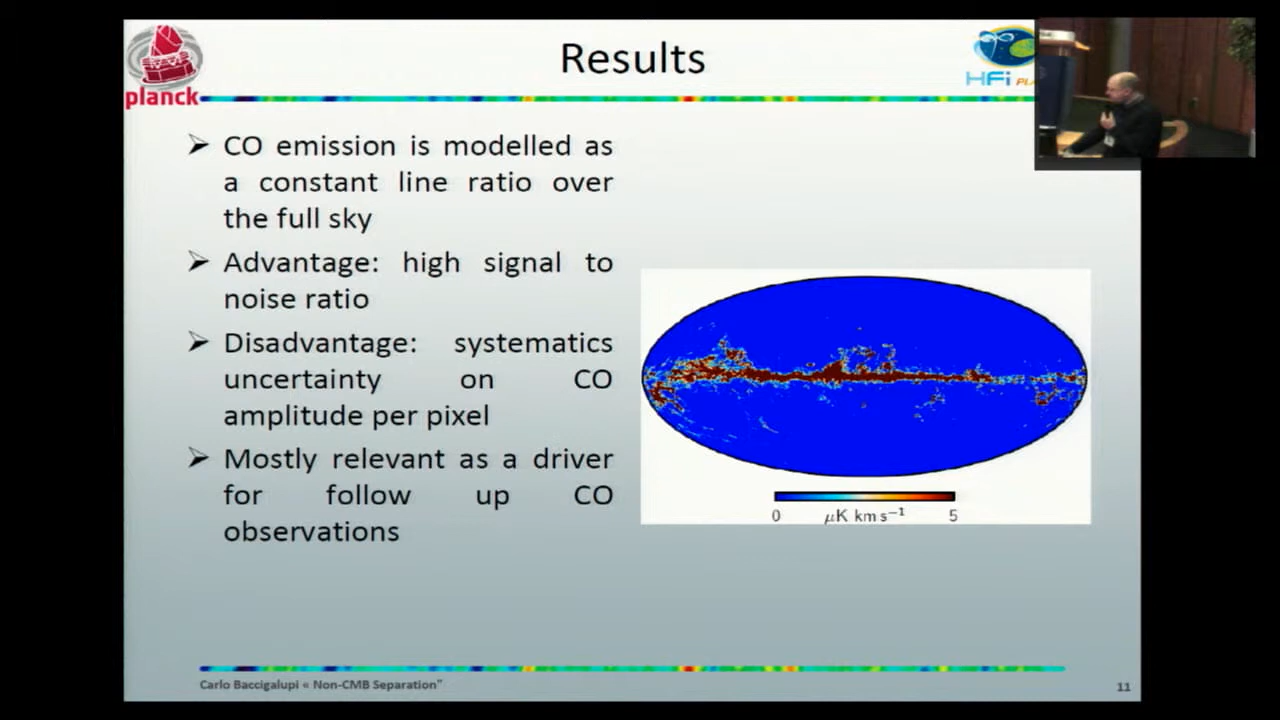 Results
planck
HFi PLA
➢ CO emission is modelled as
a constant line ratio over
the full sky
➢ Advantage: high signal to
noise ratio
➢ Disadvantage: systematics
uncertainty on CO
amplitude per pixel
➢ Mostly relevant as a driver
for follow up CO
observations
0 μK km s⁻¹ 5
Carlo Baccigalupi « Non-CMB Separation"
11